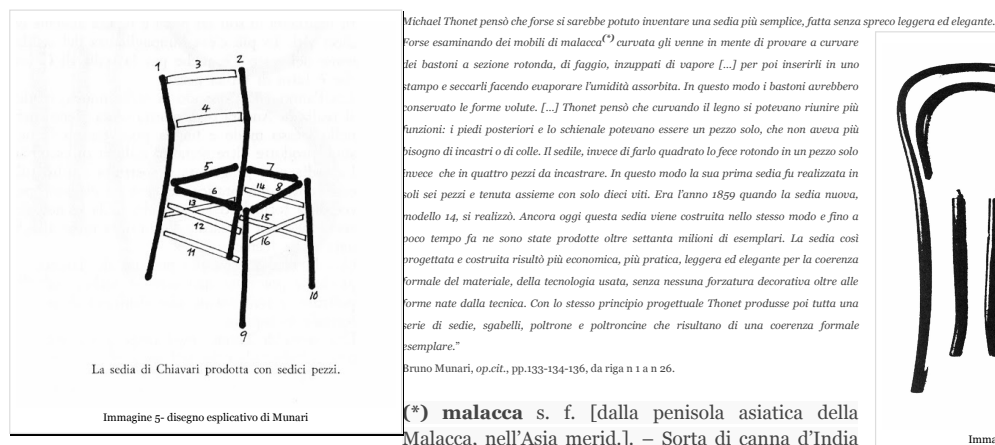 1
2
3
4
5
6
7
8
13
14
12
15
16
11
10
9
La sedia di Chiavari prodotta con sedici pezzi.
Immagine 5- disegno esplicativo di Munari
Michael Thonet pensò che forse si sarebbe potuto inventare una sedia più semplice, fatta senza spreco leggera ed elegante.
Forse esaminando dei mobili di malacca(*) curvata gli venne in mente di provare a curvare
dei bastoni a sezione rotonda, di faggio, inzuppati di vapore [...] per poi inserirli in uno
stampo e seccarli facendo evaporare l'umidità assorbita. In questo modo i bastoni avrebbero
conservato le forme volute. [...] Thonet pensò che curvando il legno si potevano riunire più
funzioni: i piedi posteriori e lo schienale potevano essere un pezzo solo, che non aveva più
bisogno di incastri o di colle. Il sedile, invece di farlo quadrato lo fece rotondo in un pezzo solo
invece che in quattro pezzi da incastrare. In questo modo la sua prima sedia fu realizzata in
soli sei pezzi e tenuta assieme con solo dieci viti. Era l'anno 1859 quando la sedia nuova,
modello 14, si realizzò. Ancora oggi questa sedia viene costruita nello stesso modo e fino a
poco tempo fa ne sono state prodotte oltre settanta milioni di esemplari. La sedia così
progettata e costruita risultò più economica, più pratica, leggera ed elegante per la coerenza
formale del materiale, della tecnologia usata, senza nessuna forzatura decorativa oltre alle
forme nate dalla tecnica. Con lo stesso principio progettuale Thonet produsse poi tutta una
serie di sedie, sgabelli, poltrone e poltroncine che risultano di una coerenza formale
esemplare."
Bruno Munari, op.cit., pp.133-134-136, da riga n 1 a n 26.
(*) malacca s. f. [dalla penisola asiatica della
Malacca, nell'Asia merid.]. – Sorta di canna d'India
Imma